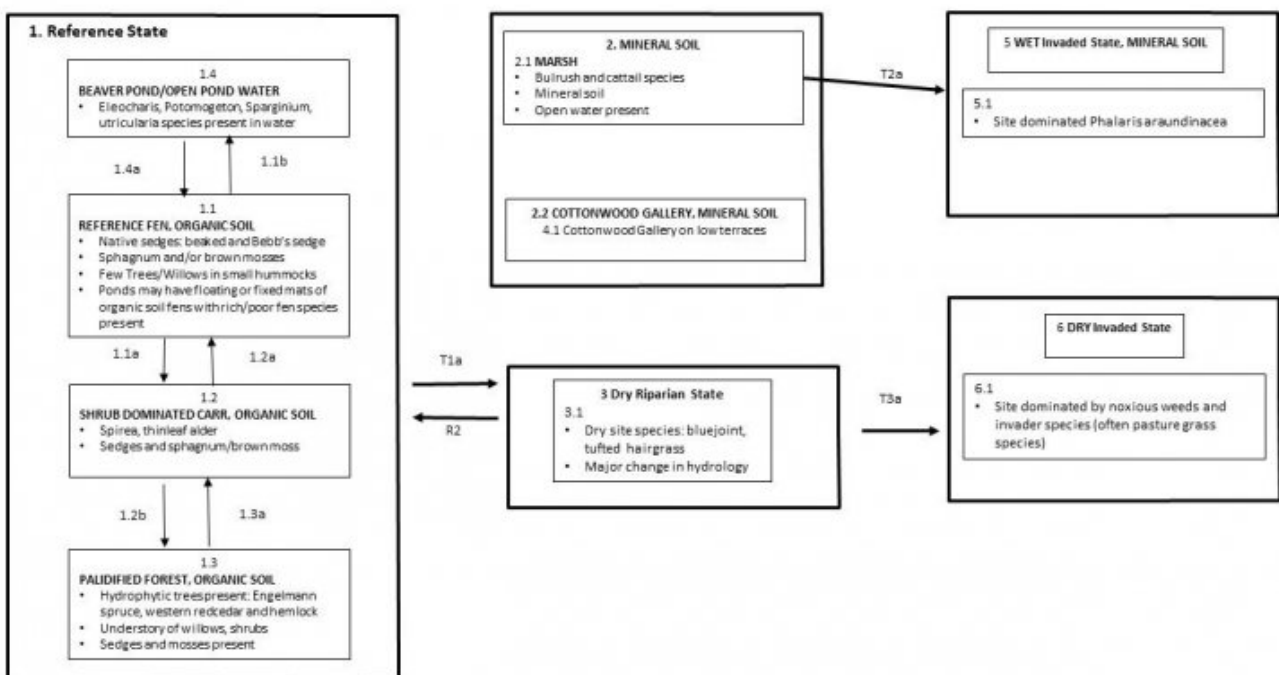 1. Reference State
1.4
BEAVER POND/OPEN POND WATER
• Eleocharis, Potomogeton, Sparginium,
utricularia species present in water
1.4a
1.1b
1.1
REFERENCE FEN, ORGANIC SOIL
• Native sedges: beaked and Bebb's sedge
• Sphagnum and/or brown mosses
• Few Trees/Willows in small hummocks
• Ponds may have floating or fixed mats of
organic soil fens with rich/poor fen species
present
1.1a
1.2a
1.2
SHRUB DOMINATED CARR, ORGANIC SOIL
• Spirea, thinleaf alder
• Sedges and sphagnum/brown moss
1.2b
1.3a
1.3
PALIDIFIED FOREST, ORGANIC SOIL
• Hydrophytic trees present: Engelmann
spruce, western redcedar and hemlock
• Understory of willows, shrubs
• Sedges and mosses present
2. MINERAL SOIL
2.1 MARSH
• Bulrush and cattail species
• Mineral soil
• Open water present
2.2 COTTONWOOD GALLERY, MINERAL SOIL
4.1 Cottonwood Gallery on low terraces
T2a
5 WET Invaded State, MINERAL SOIL
5.1
• Site dominated Phalaris araundinacea
T1a
R2
3 Dry Riparian State
3.1
• Dry site species: bluejoint,
tufted hairgrass
• Major change in hydrology
T3a
6 DRY Invaded State
6.1
• Site dominated by noxious weeds and
invader species (often pasture grass
species)